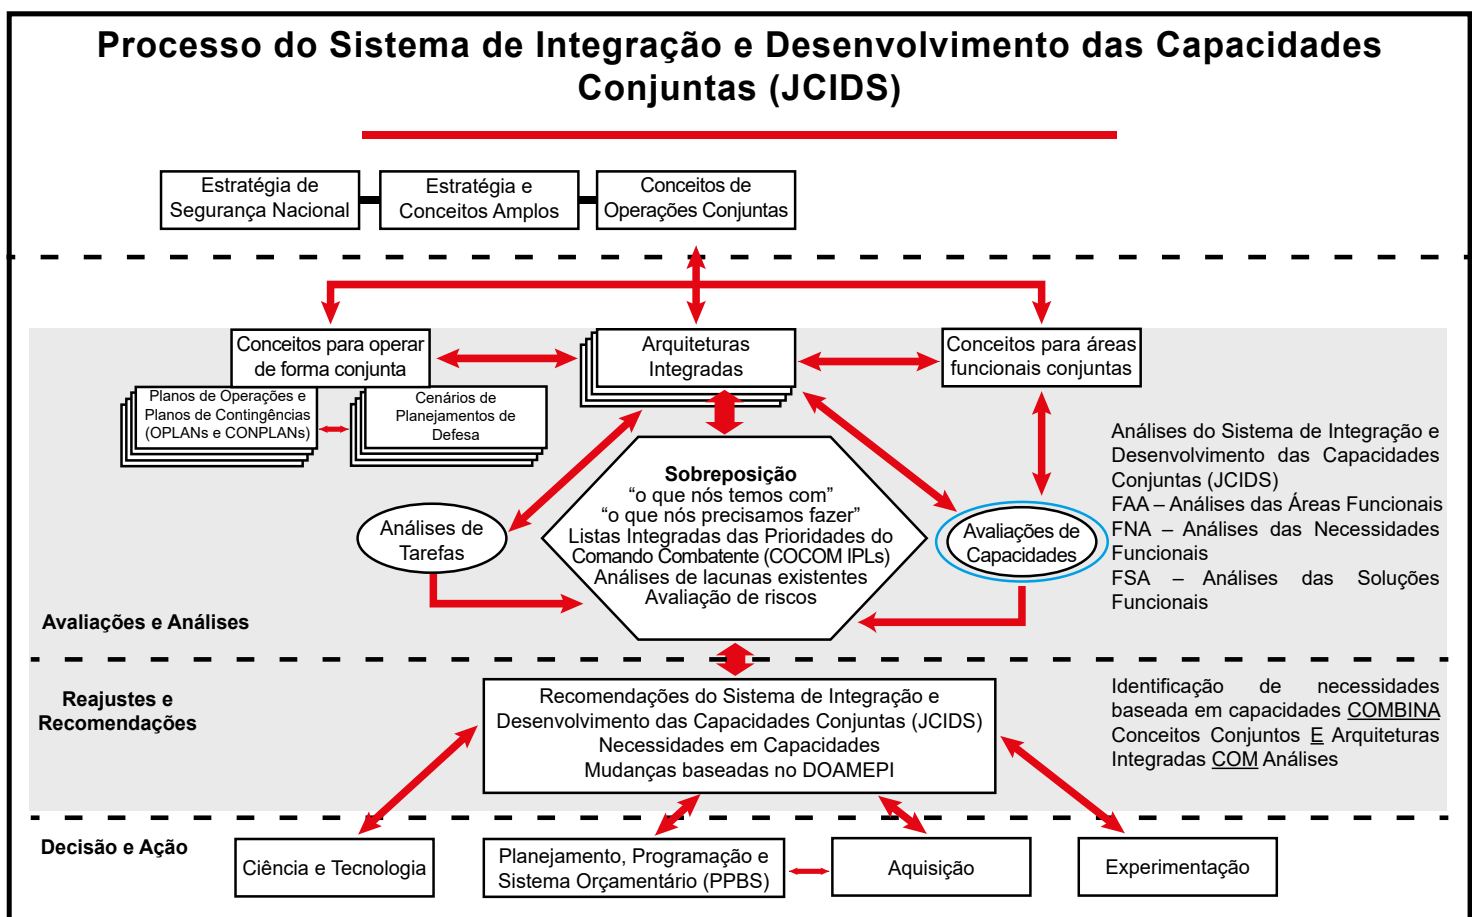 Processo do Sistema de Integração e Desenvolvimento das Capacidades
Conjuntas (JCIDS)
Estratégia de
Segurança Nacional
Estratégia e
Conceitos Amplos
Conceitos de
Operações Conjuntas
Conceitos para operar
de forma conjunta
Arquiteturas
Integradas
Conceitos para áreas
funcionais conjuntas
Planos de Operações e
Planos de Contingências
(OPLANs e CONPLANs)
Cenários de
Planejamentos de
Defesa
Análises de
Tarefas
Sobreposição
“o que nós temos com”
“o que nós precisamos fazer”
Listas Integradas das Prioridades do
Comando Combatente (COCOM IPLs)
Análises de lacunas existentes
Avaliação de riscos
Avaliações de
Capacidades
Análises do Sistema de Integração e
Desenvolvimento das Capacidades
Conjuntas (JCIDS)
FAA – Análises das Áreas Funcionais
FNA – Análises das Necessidades
Funcionais
FSA – Análises das Soluções
Funcionais
Avaliações e Análises
Reajustes e
Recomendações
Recomendações do Sistema de Integração e
Desenvolvimento das Capacidades Conjuntas (JCIDS)
Necessidades em Capacidades
Mudanças baseadas no DOAMEPI
Identificação de necessidades
baseada em capacidades COMBINA
Conceitos Conjuntos E Arquiteturas
Integradas COM Análises
Decisão e Ação
Ciência e Tecnologia
Planejamento, Programação e
Sistema Orçamentário (PPBS)
Aquisição
Experimentação